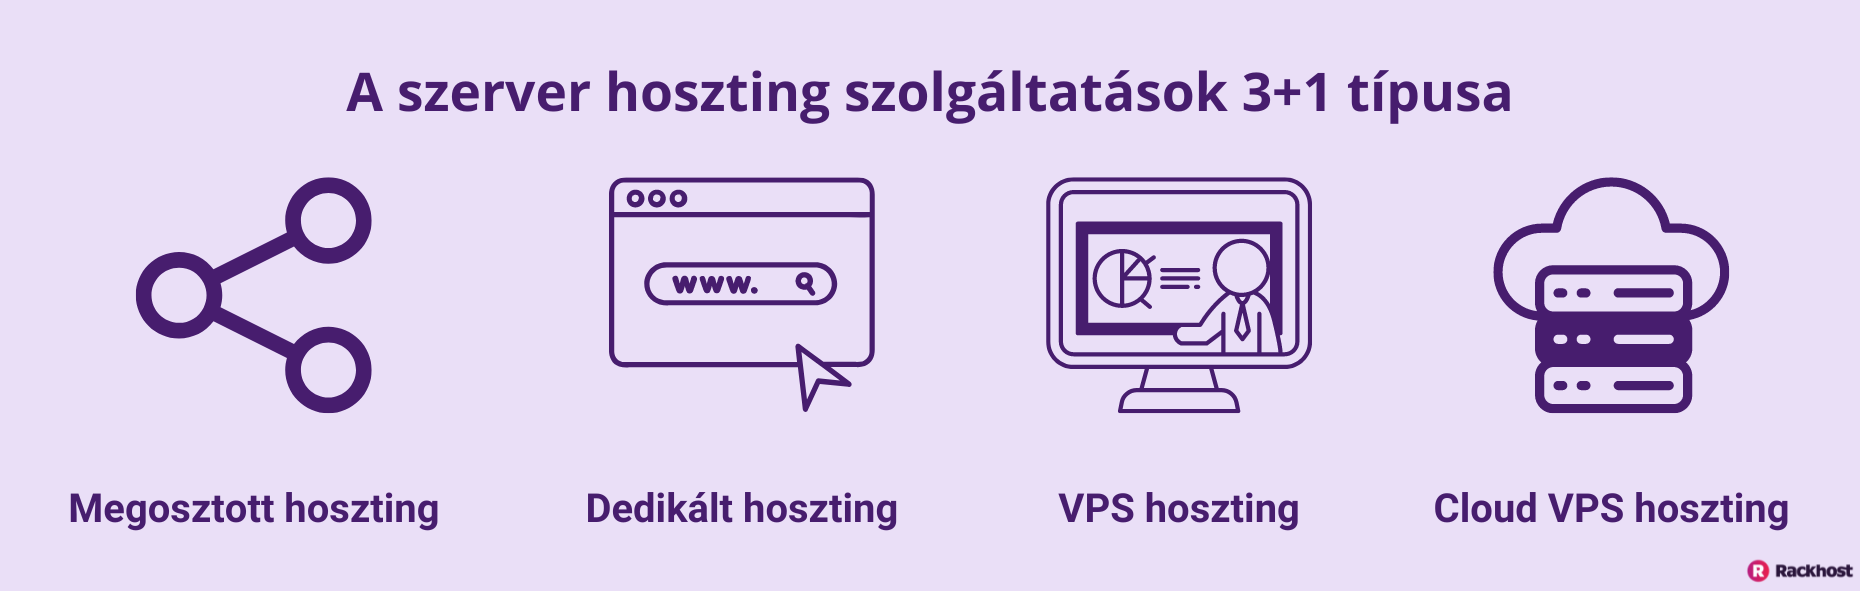 A szerver hoszting szolgáltatások 3+1 típusa
www.
Megosztott hoszting
Dedikált hoszting
VPS hoszting
Cloud VPS hoszting
R Rackhost